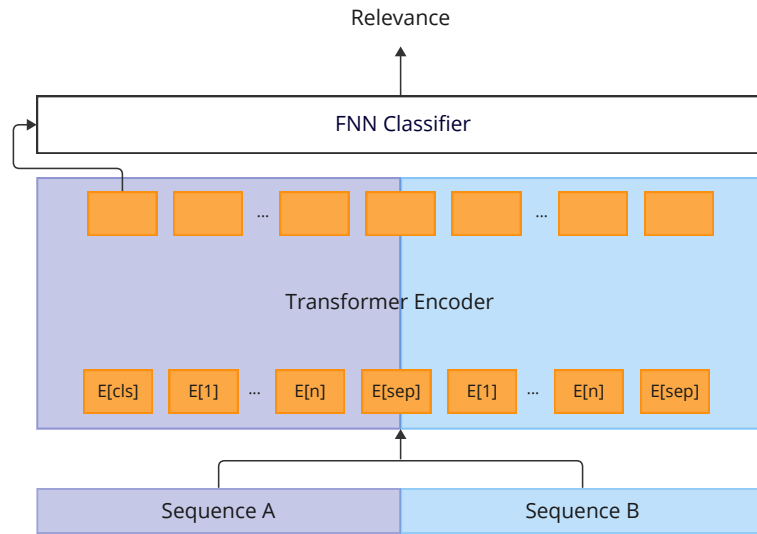 Relevance
FNN Classifier
... ...
Transformer Encoder
E[cls] E[1] ... E[n] E[sep] E[1] ... E[n] E[sep]
Sequence A Sequence B